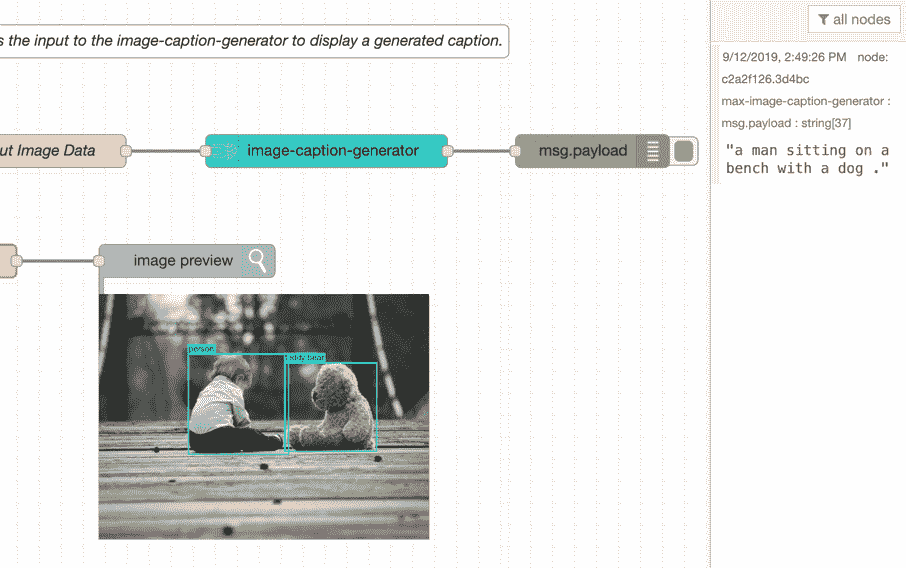 s the input to the image-caption-generator to display a generated caption.
ut Image Data
image-caption-generator
msg.payload
image preview
person
teddy bear
all nodes
9/12/2019, 2:49:26 PM node:
c2a2f126.3d4bc
max-image-caption-generator :
msg.payload : string[37]
"a man sitting on a
bench with a dog ."